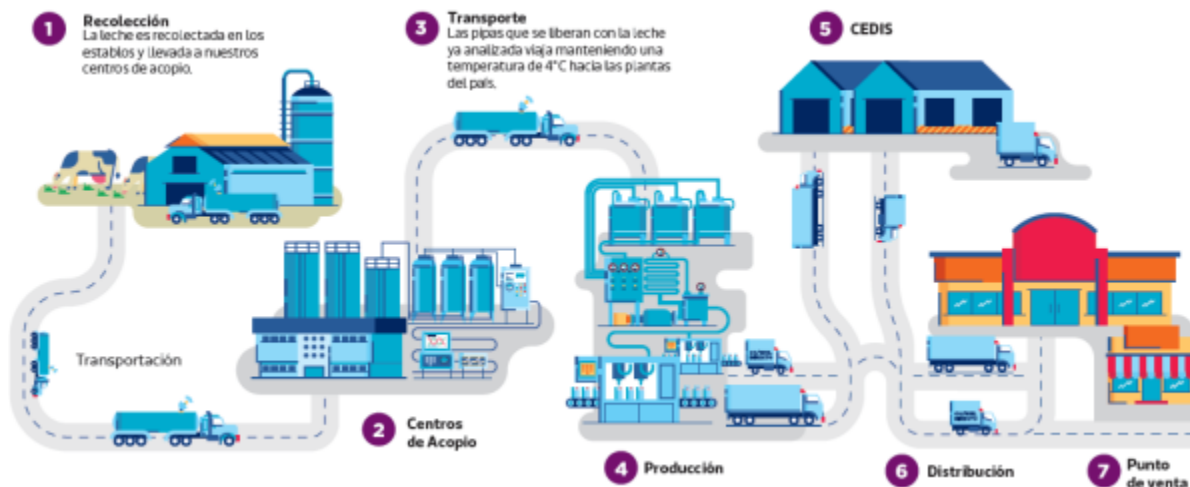 1
Recolección
La leche es recolectada en los
establos y llevada a nuestros
centros de acopio.
Transportación
2
Centros
de Acopio
3
Transporte
Las pipas que se liberan con la leche
ya analizada viaja manteniendo una
temperatura de 4°C hacia las plantas
del país.
4
Producción
5
CEDIS
6
Distribución
7
Punto
de venta